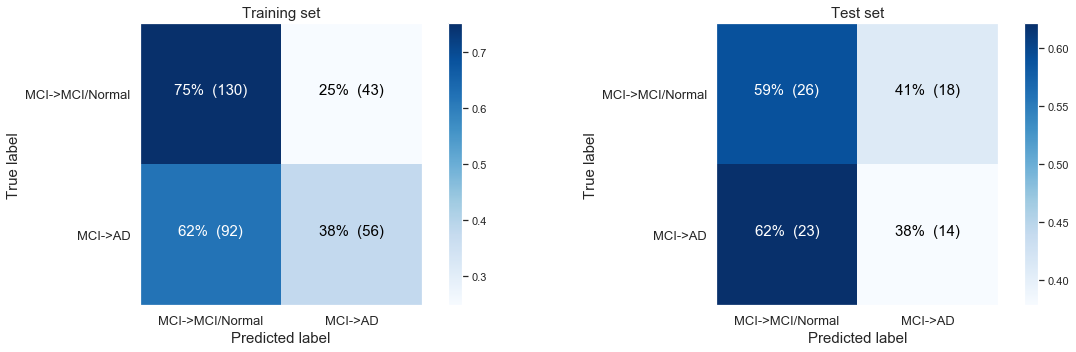 Training set
True label
MCI->MCI/Normal
75% (130)
25% (43)
MCI->AD
62% (92)
38% (56)
MCI->MCI/Normal
MCI->AD
Predicted label
0.7
0.6
0.5
0.4
0.3
Test set
True label
MCI->MCI/Normal
59% (26)
41% (18)
MCI->AD
62% (23)
38% (14)
MCI->MCI/Normal
MCI->AD
Predicted label
0.60
0.55
0.50
0.45
0.40